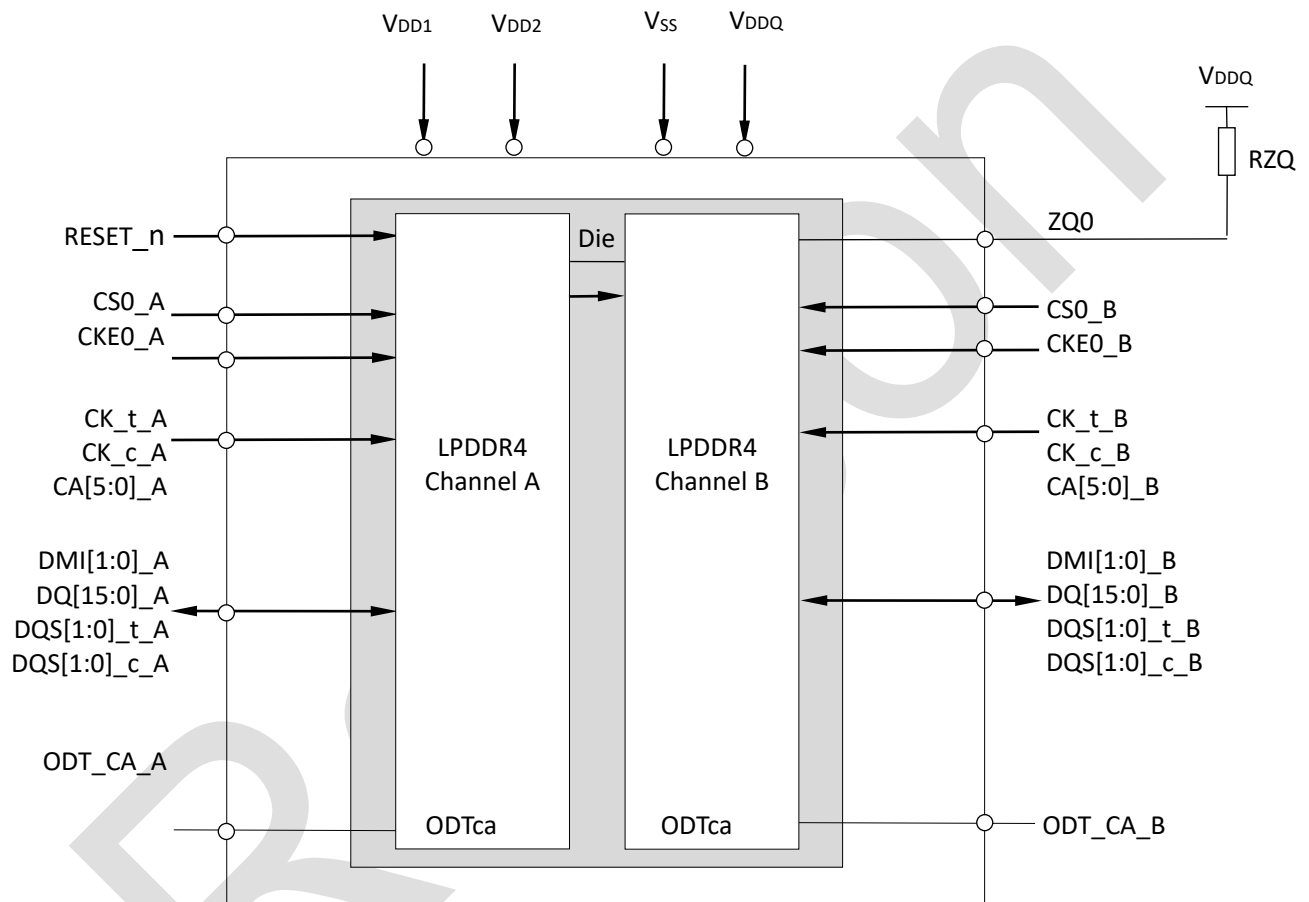 VDD1 VDD2 VSS VDDQ
VDDQ
RZQ
RESET_n
Die
ZQ0
CS0_A
CKE0_A
CS0_B
CKE0_B
CK_t_A
CK_c_A
CA[5:0]_A
LPDDR4
Channel A
LPDDR4
Channel B
CK_t_B
CK_c_B
CA[5:0]_B
DMI[1:0]_A
DQ[15:0]_A
DQS[1:0]_t_A
DQS[1:0]_c_A
DMI[1:0]_B
DQ[15:0]_B
DQS[1:0]_t_B
DQS[1:0]_c_B
ODT_CA_A
ODTca
ODTca
ODT_CA_B